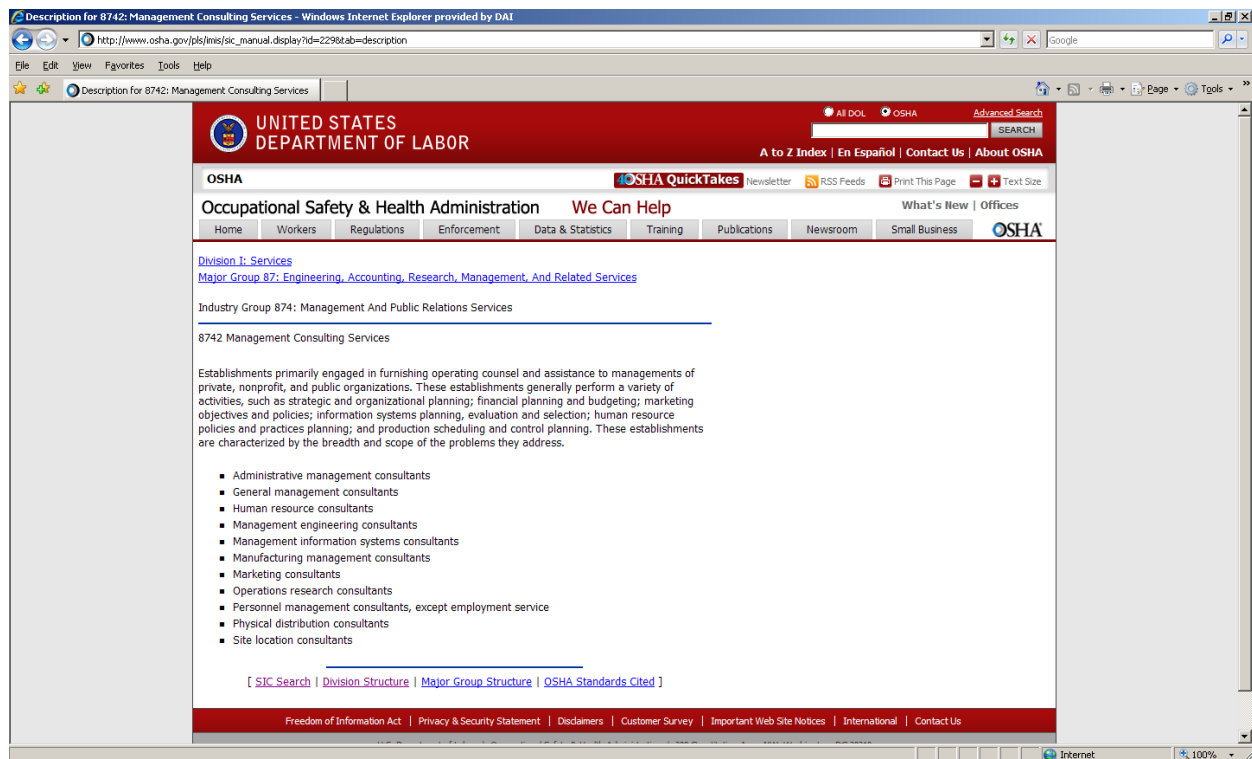 Description for 8742: Management Consulting Services - Windows Internet Explorer provided by DAI
http://www.osha.gov/pls/imis/sic_manual.display?id=229&tab=description
Google
File Edit View Favorites Tools Help
Description for 8742: Management Consulting Services
Page Tools »
UNITED STATES
DEPARTMENT OF LABOR
All DOL OSHA Advanced Search
SEARCH
A to Z Index | En Español | Contact Us | About OSHA
OSHA
OSHA QuickTakes Newsletter RSS Feeds Print This Page Text Size
Occupational Safety & Health Administration We Can Help
What's New | Offices
Home Workers Regulations Enforcement Data & Statistics Training Publications Newsroom Small Business OSHA
Division I: Services
Major Group 87: Engineering, Accounting, Research, Management, And Related Services
Industry Group 874: Management And Public Relations Services
8742 Management Consulting Services
Establishments primarily engaged in furnishing operating counsel and assistance to managements of
private, nonprofit, and public organizations. These establishments generally perform a variety of
activities, such as strategic and organizational planning; financial planning and budgeting; marketing
objectives and policies; information systems planning, evaluation and selection; human resource
policies and practices planning; and production scheduling and control planning. These establishments
are characterized by the breadth and scope of the problems they address.
Administrative management consultants
General management consultants
Human resource consultants
Management engineering consultants
Management information systems consultants
Manufacturing management consultants
Marketing consultants
Operations research consultants
Personnel management consultants, except employment service
Physical distribution consultants
Site location consultants
[ SIC Search | Division Structure | Major Group Structure | OSHA Standards Cited ]
Freedom of Information Act | Privacy & Security Statement | Disclaimers | Customer Survey | Important Web Site Notices | International | Contact Us
Internet 100%